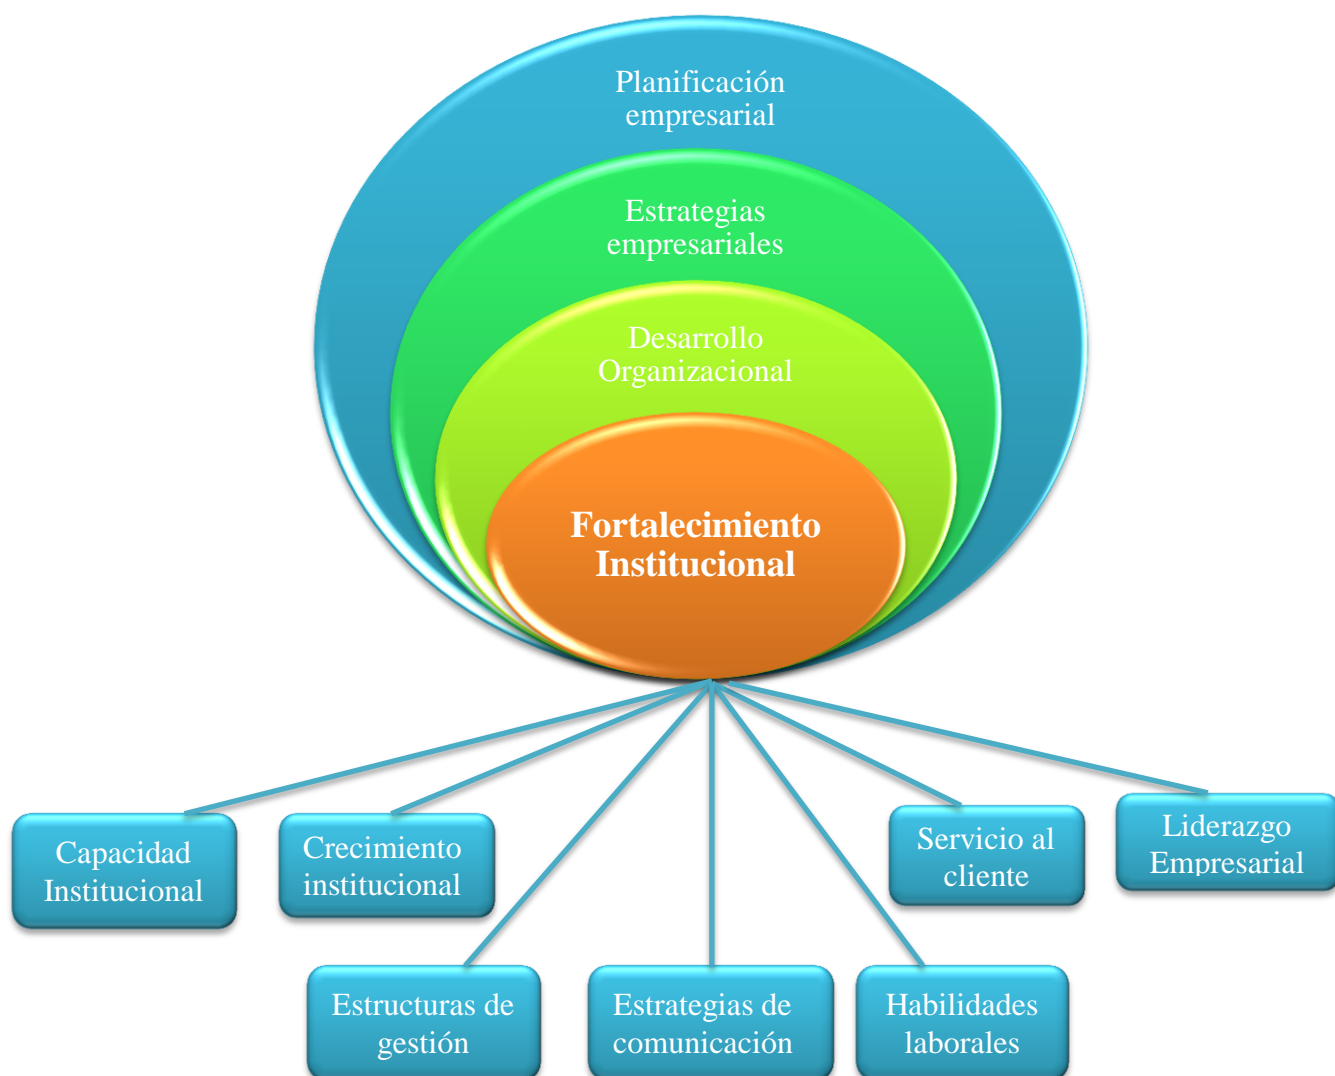 Planificación
empresarial
Estrategias
empresariales
Desarrollo
Organizacional
Fortalecimiento
Institucional
Capacidad
Institucional
Crecimiento
institucional
Servicio al
cliente
Liderazgo
Empresarial
Estructuras de
gestión
Estrategias de
comunicación
Habilidades
laborales